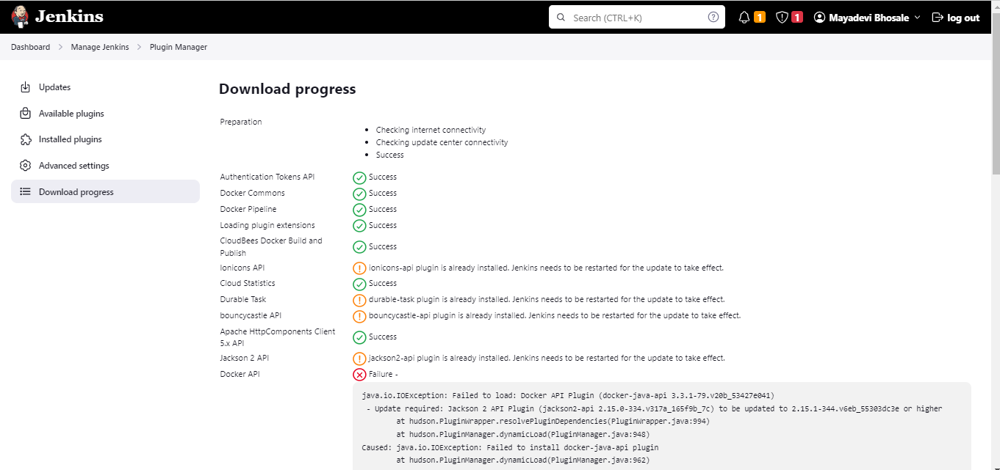 Jenkins
Search (CTRL+K)
1
1
Mayadevi Bhosale
log out
Dashboard
Manage Jenkins
Plugin Manager
Updates
Available plugins
Installed plugins
Advanced settings
Download progress
Download progress
Preparation
Checking internet connectivity
Checking update center connectivity
Success
Authentication Tokens API Success
Docker Commons Success
Docker Pipeline Success
Loading plugin extensions Success
CloudBees Docker Build and
Publish Success
Ionicons API ionicons-api plugin is already installed. Jenkins needs to be restarted for the update to take effect.
Cloud Statistics Success
Durable Task durable-task plugin is already installed. Jenkins needs to be restarted for the update to take effect.
bouncycastle API bouncycastle-api plugin is already installed. Jenkins needs to be restarted for the update to take effect.
Apache HttpComponents Client
5.x API Success
Jackson 2 API jackson2-api plugin is already installed. Jenkins needs to be restarted for the update to take effect.
Docker API Failure -
java.io.IOException: Failed to load: Docker API Plugin (docker-java-api 3.3.1-79.v20b_53427e041)
- Update required: Jackson 2 API Plugin (jackson2-api 2.15.0-334.v317a_165f9b_7c) to be updated to 2.15.1-344.v6eb_55303dc3e or higher
at hudson.PluginWrapper.resolvePluginDependencies(PluginWrapper.java:994)
at hudson.PluginManager.dynamicLoad(PluginManager.java:948)
Caused: java.io.IOException: Failed to install docker-java-api plugin
at hudson.PluginManager.dynamicLoad(PluginManager.java:962)